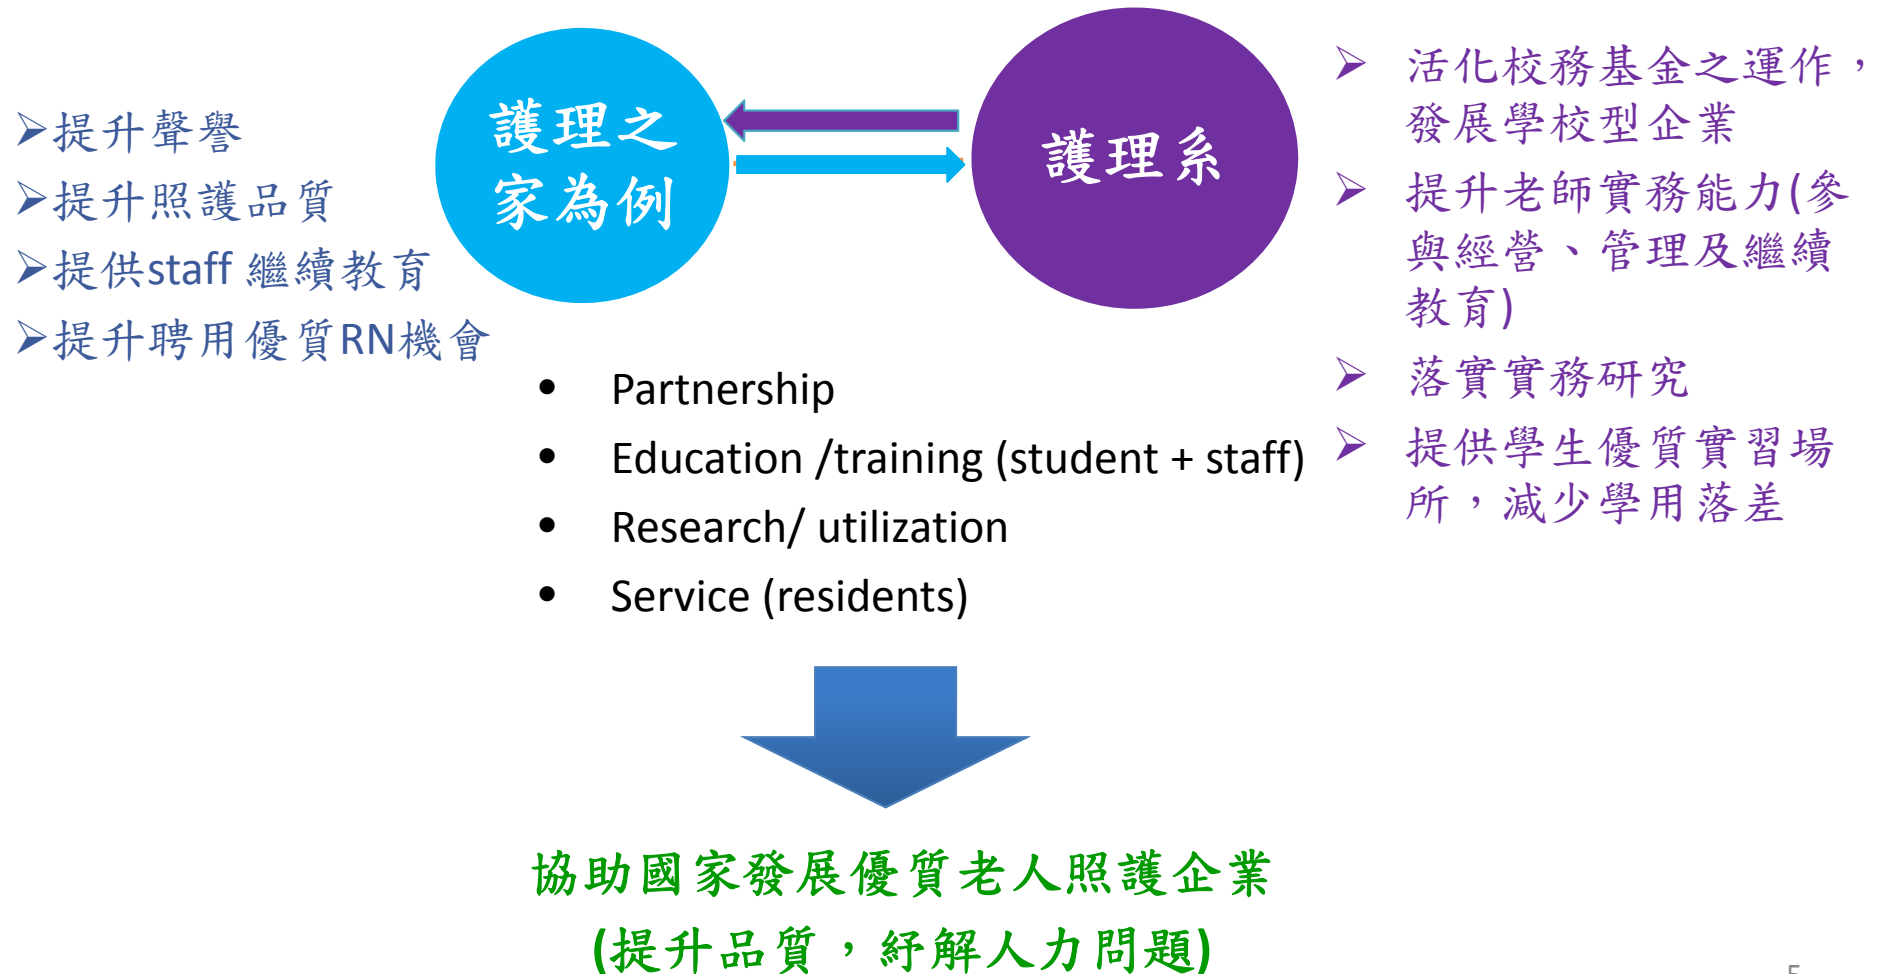 ➢提升聲譽
➢提升照護品質
➢提供staff 繼續教育
➢提升聘用優質RN機會
護理之
家為例
護理系
➢ 活化校務基金之運作，
發展學校型企業
➢ 提升老師實務能力(參
與經營、管理及繼續
教育)
➢ 落實實務研究
➢ 提供學生優質實習場
所，減少學用落差
• Partnership
• Education /training (student + staff)
• Research/ utilization
• Service (residents)
協助國家發展優質老人照護企業
(提升品質，紓解人力問題)
5